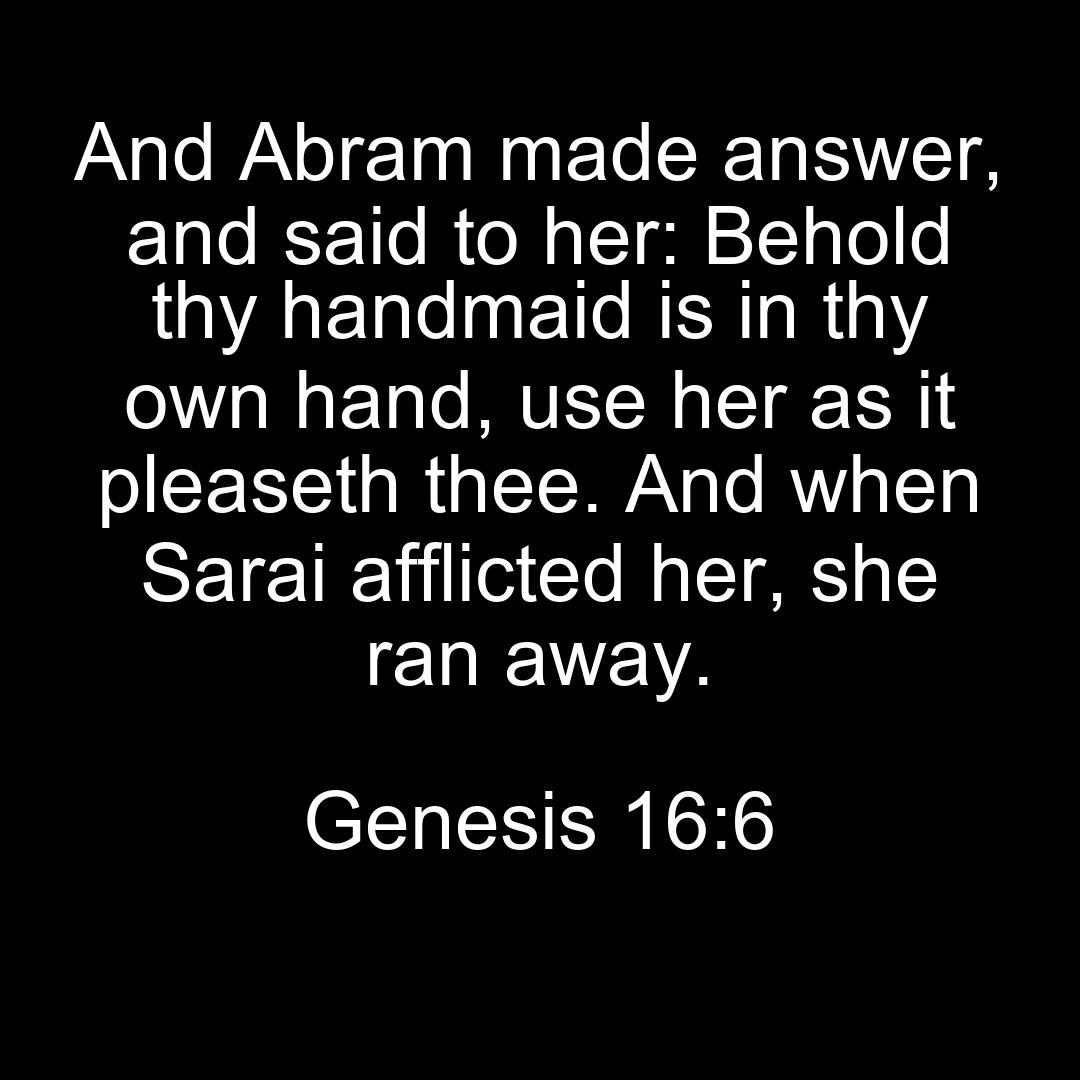 And Abram made answer,
and said to her: Behold
thy handmaid is in thy
own hand, use her as it
pleaseth thee. And when
Sarai afflicted her, she
ran away.
Genesis 16:6